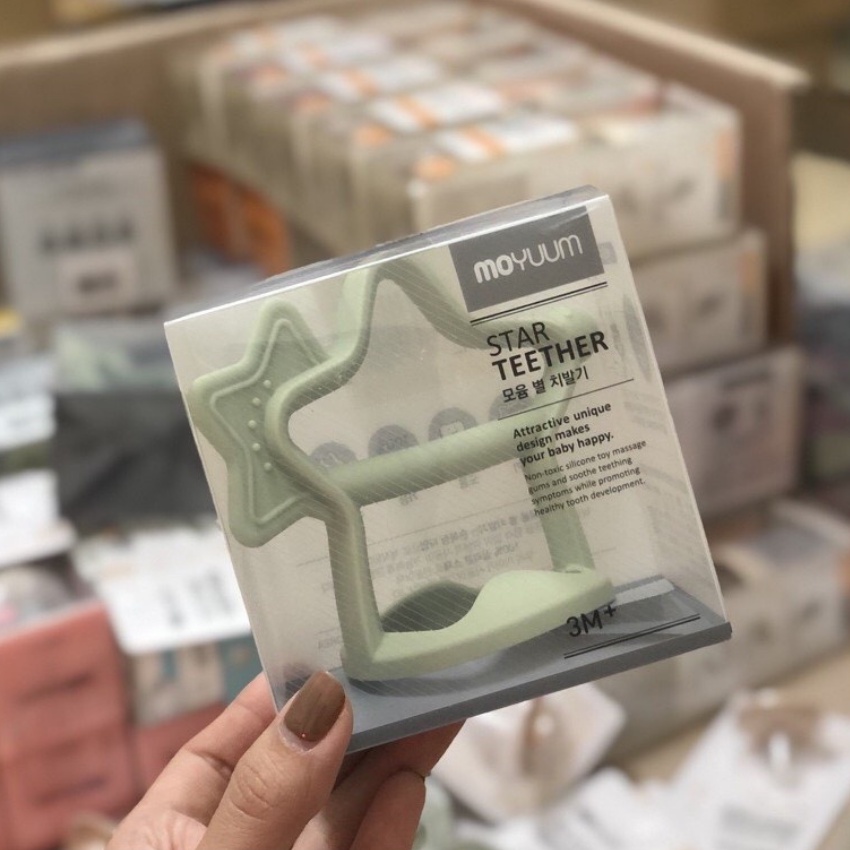 moyuum
STAR
TEETHER
모윰 별 치발기
Attractive unique
design makes
your baby happy.
Non-toxic silicone toy massage
gums and soothe teething
symptoms while promoting
healthy tooth development.
3M+